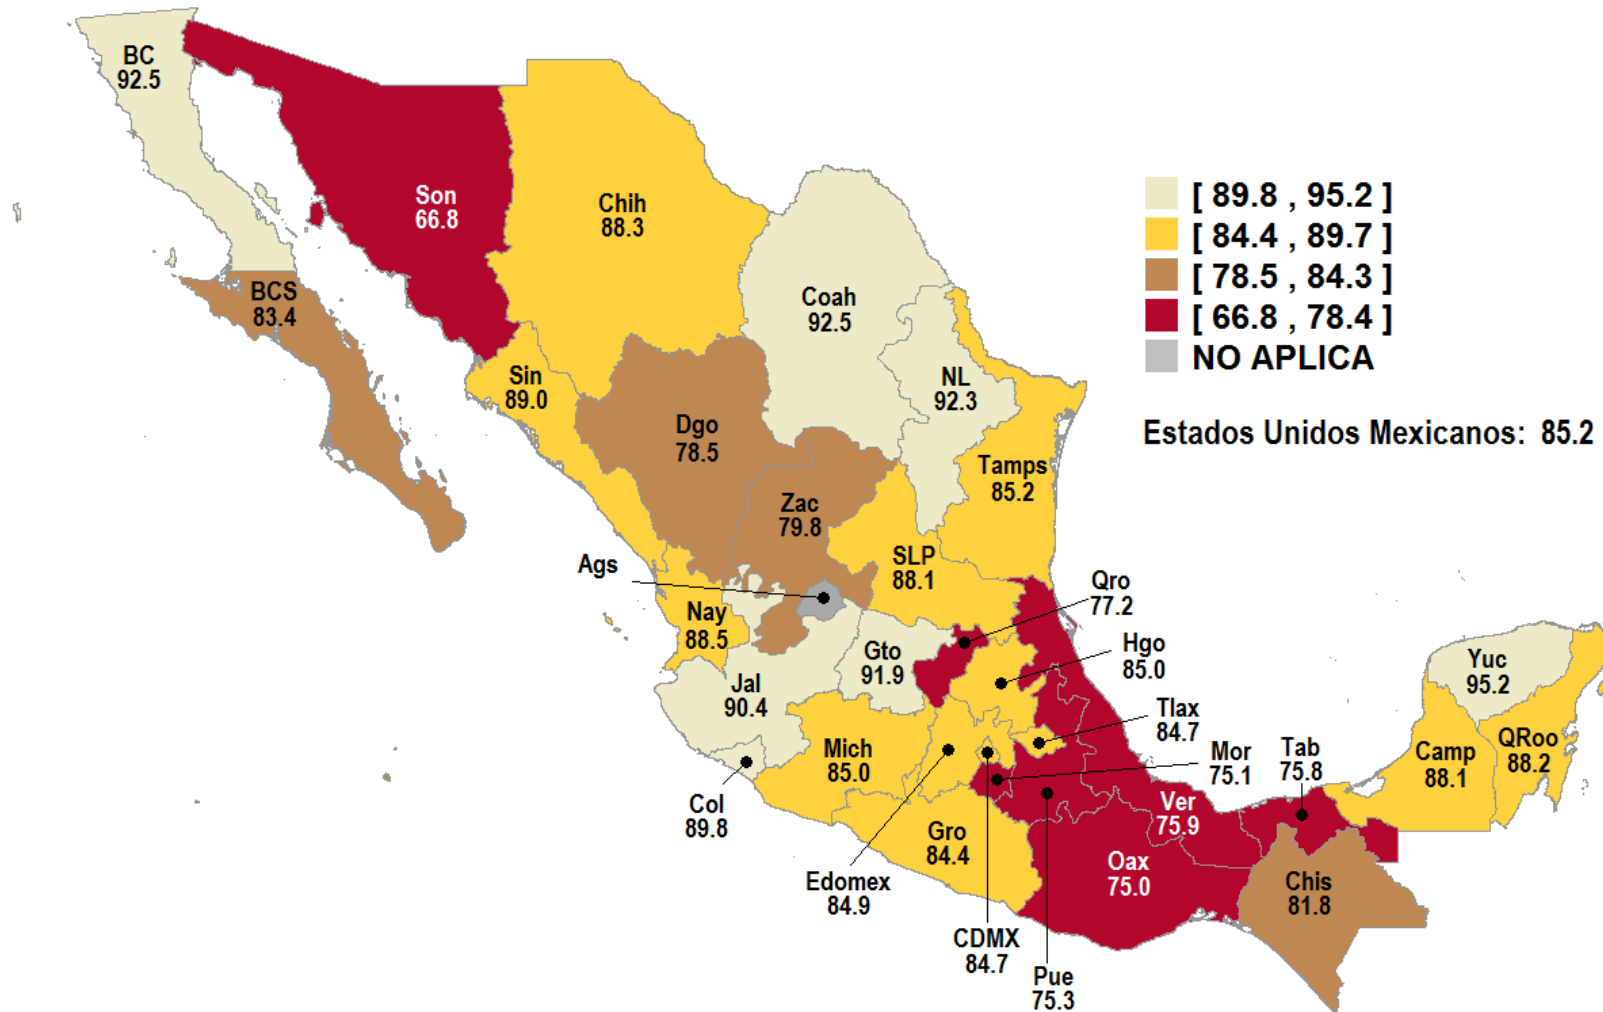 BC
92.5
Son
66.8
Chih
88.3
BCS
83.4
Coah
92.5
NL
92.3
Sin
89.0
Dgo
78.5
Tamps
85.2
Zac
79.8
SLP
88.1
Ags
Nay
88.5
Gto
91.9
Jal
90.4
Qro
77.2
Hgo
85.0
Tlax
84.7
Mor
75.1
Tab
75.8
Mich
85.0
Col
89.8
Gro
84.4
Edomex
84.9
CDMX
84.7
Pue
75.3
Ver
75.9
Oax
75.0
Chis
81.8
Yuc
95.2
Camp
88.1
QRoo
88.2
[ 89.8 , 95.2 ]
[ 84.4 , 89.7 ]
[ 78.5 , 84.3 ]
[ 66.8 , 78.4 ]
NO APLICA
Estados Unidos Mexicanos: 85.2